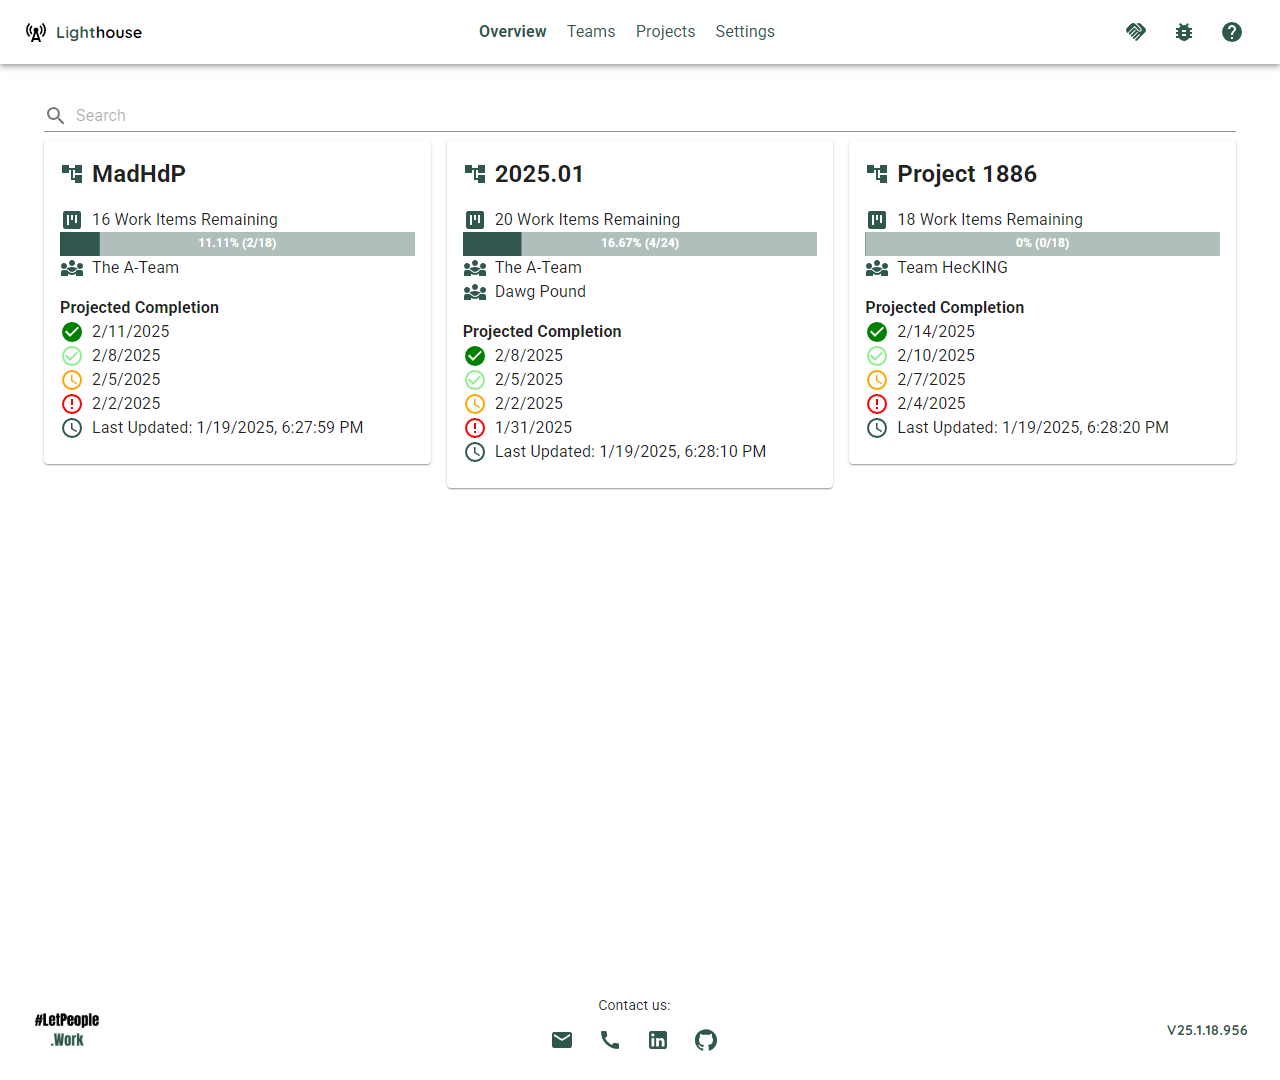 Lighthouse
Overview Teams Projects Settings
Search
MadHdP
16 Work Items Remaining
11.11% (2/18)
The A-Team
Projected Completion
2/11/2025
2/8/2025
2/5/2025
2/2/2025
Last Updated: 1/19/2025, 6:27:59 PM
2025.01
20 Work Items Remaining
16.67% (4/24)
The A-Team
Dawg Pound
Projected Completion
2/8/2025
2/5/2025
2/2/2025
1/31/2025
Last Updated: 1/19/2025, 6:28:10 PM
Project 1886
18 Work Items Remaining
0% (0/18)
Team HecKING
Projected Completion
2/14/2025
2/10/2025
2/7/2025
2/4/2025
Last Updated: 1/19/2025, 6:28:20 PM
#LetPeople
.Work
Contact us:
V25.1.18.956